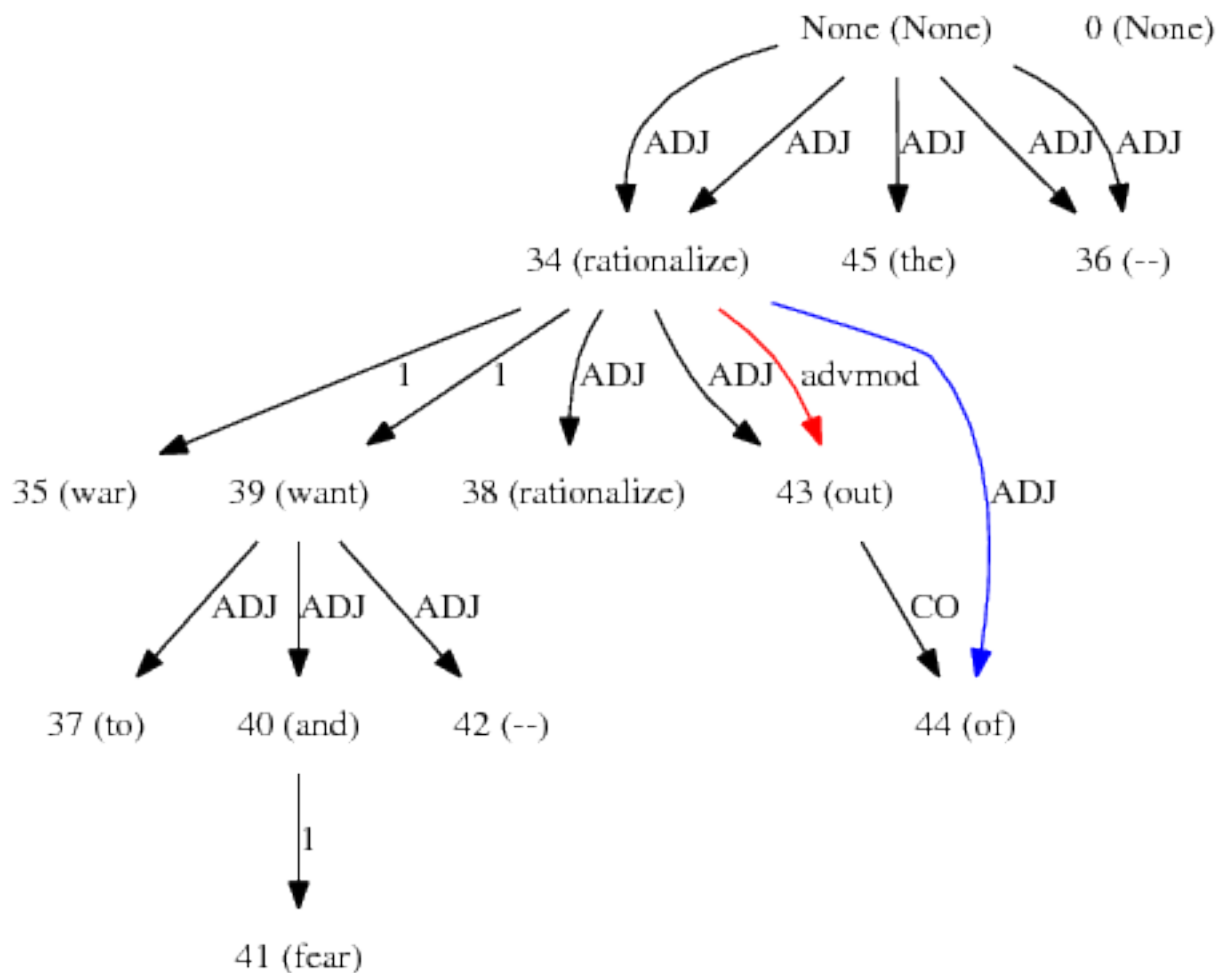 None (None) 0 (None)
ADJ ADJ ADJ ADJ ADJ
34 (rationalize) 45 (the) 36 (--)
1 1 ADJ ADJ advmod
35 (war) 39 (want) 38 (rationalize) 43 (out) ADJ
ADJ ADJ ADJ CO
37 (to) 40 (and) 42 (--) 44 (of)
1
41 (fear)